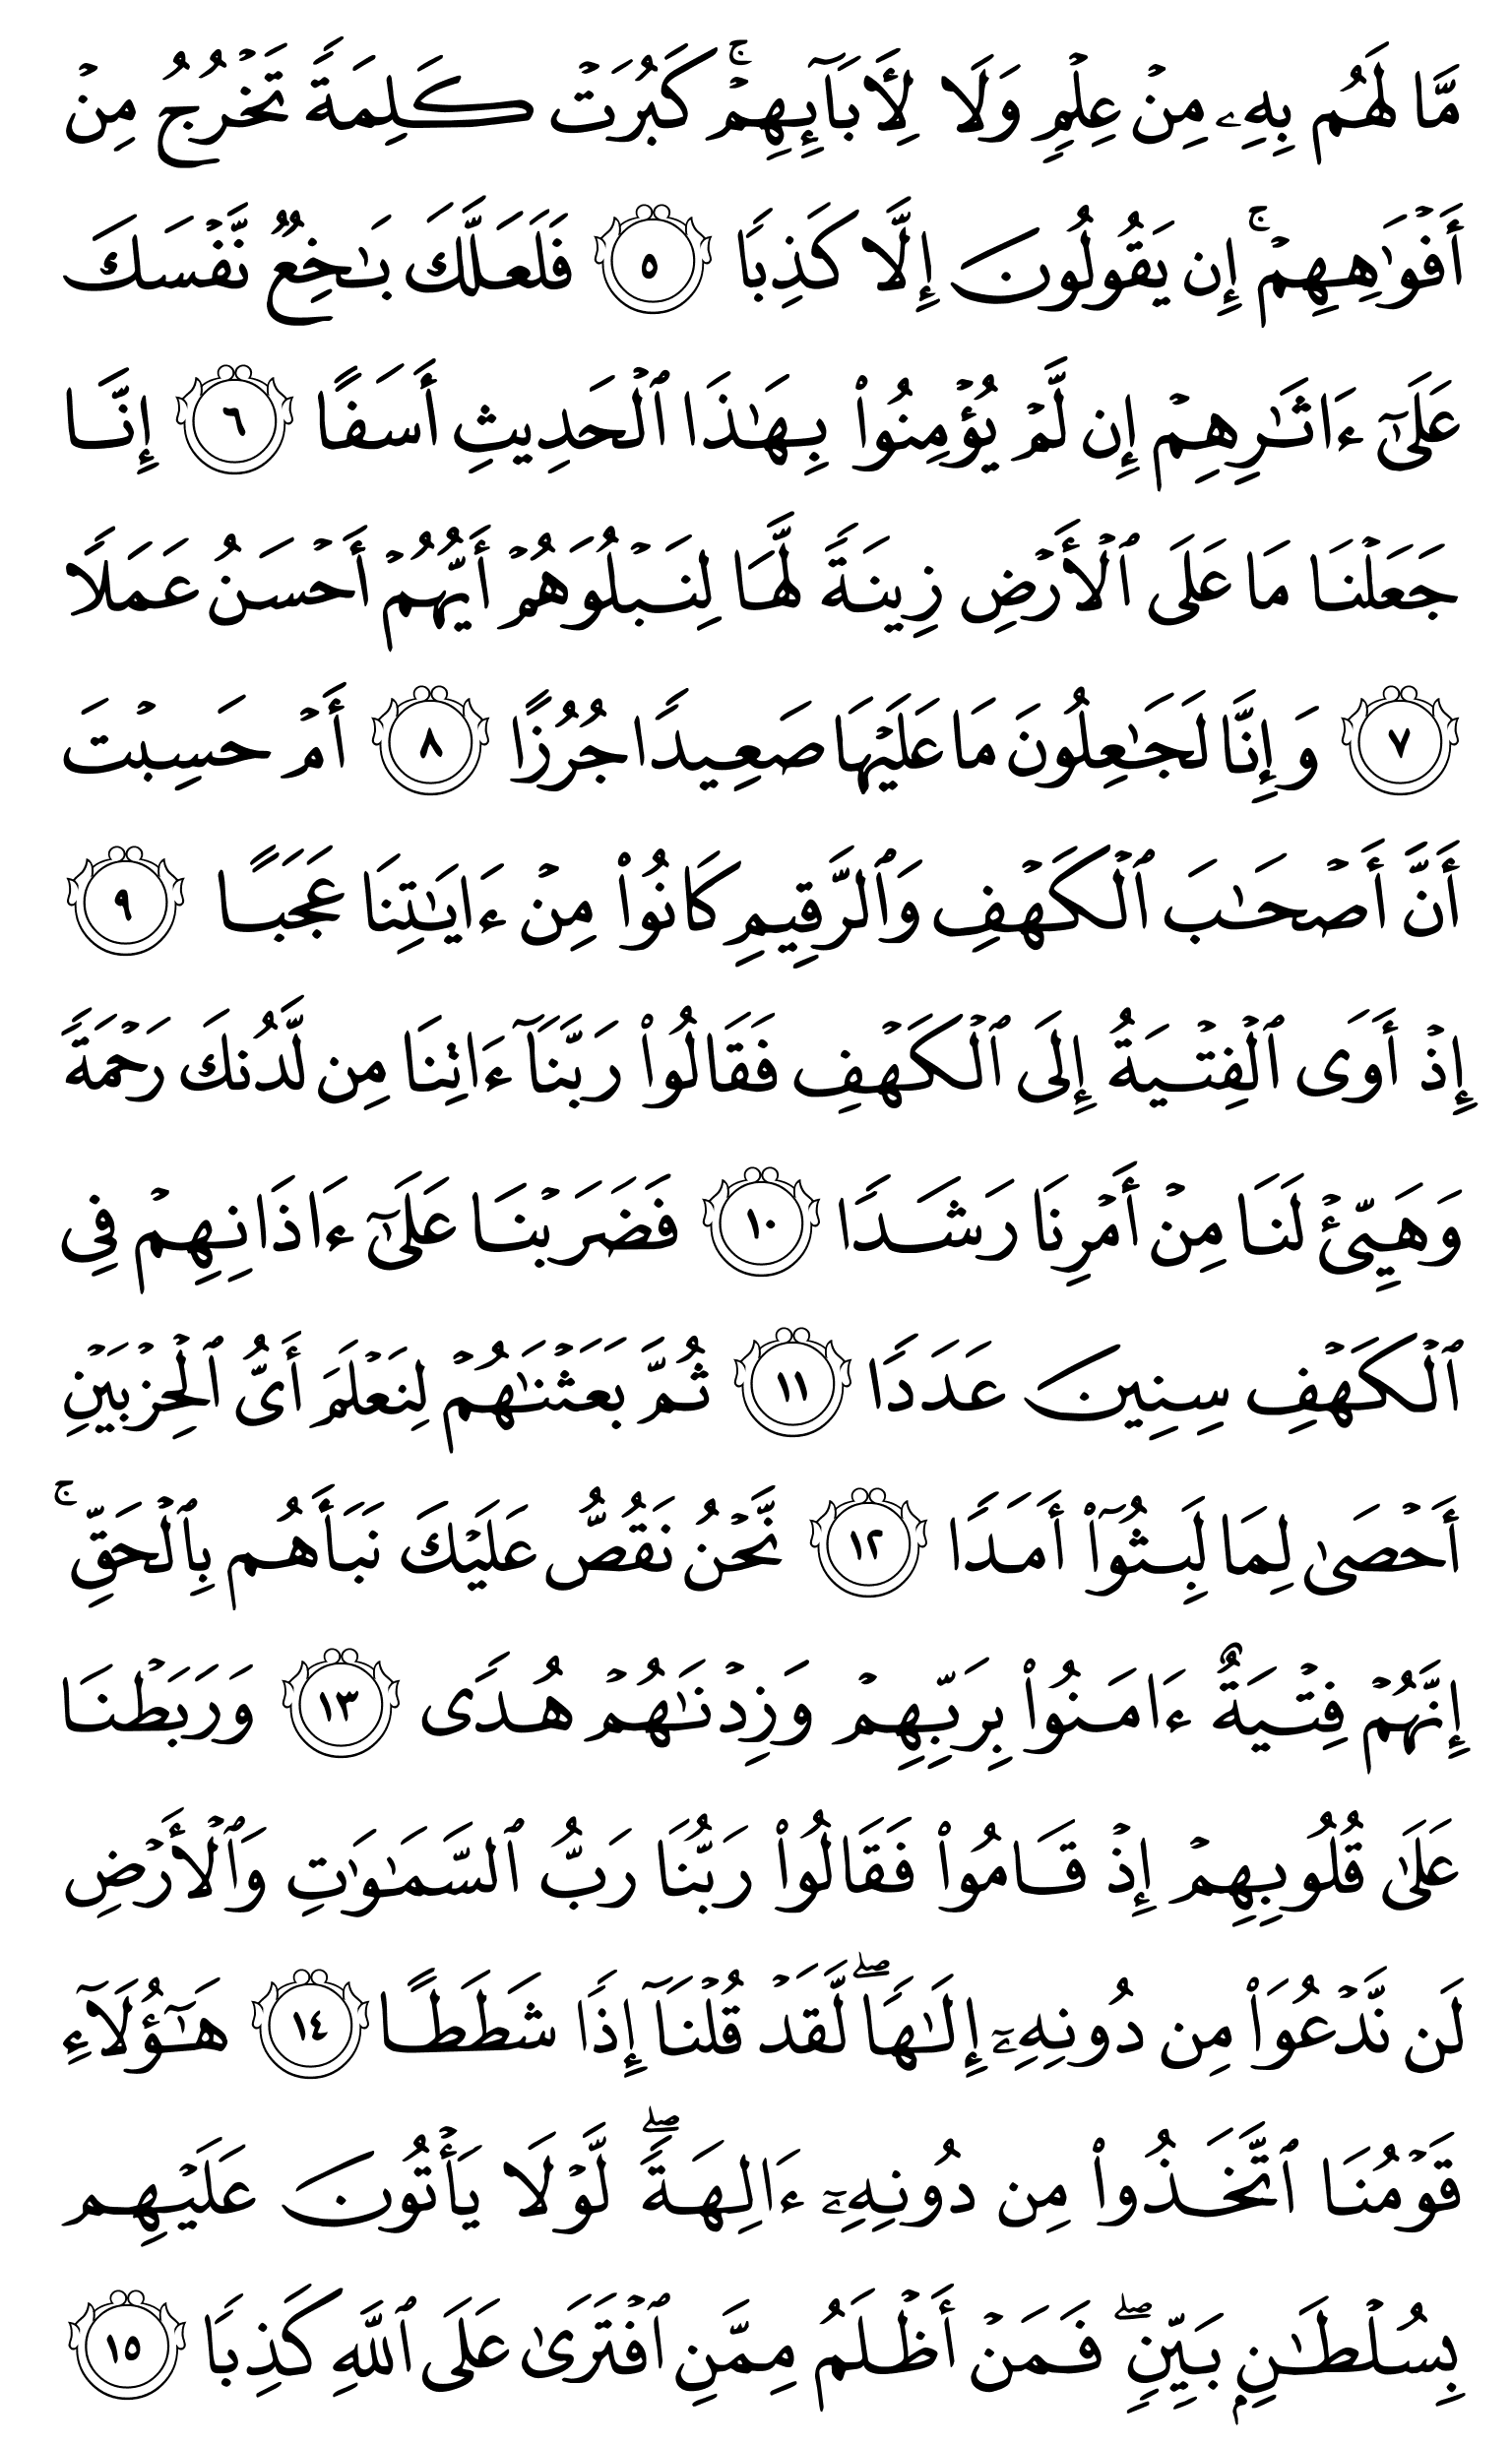 مَّا لَهُم بِهِۦ مِنۡ عِلۡمٖ وَلَا لِأٓبَآئِهِمۡۚ كَبُرَتۡ كَلِمَةٗ تَخۡرُجُ مِنۡ
أَفۡوَٰهِهِمۡۚ إِن يَقُولُونَ إِلَّا كَذِبٗا ٥ فَلَعَلَّكَ بَٰخِعٞ نَّفۡسَكَ
عَلَىٰٓ ءَاثَٰرِهِمۡ إِن لَّمۡ يُؤۡمِنُواْ بِهَٰذَا ٱلۡحَدِيثِ أَسَفًا ٦ إِنَّا
جَعَلۡنَا مَا عَلَى ٱلۡأَرۡضِ زِينَةٗ لَّهَا لِنَبۡلُوَهُمۡ أَيُّهُمۡ أَحۡسَنُ عَمَلٗا
٧ وَإِنَّا لَجَٰعِلُونَ مَا عَلَيۡهَا صَعِيدٗا جُرُزًا ٨ أَمۡ حَسِبۡتَ
أَنَّ أَصۡحَٰبَ ٱلۡكَهۡفِ وَٱلرَّقِيمِ كَانُواْ مِنۡ ءَايَٰتِنَا عَجَبًا ٩
إِذۡ أَوَى ٱلۡفِتۡيَةُ إِلَى ٱلۡكَهۡفِ فَقَالُواْ رَبَّنَآ ءَاتِنَا مِن لَّدُنكَ رَحۡمَةٗ
وَهَيِّئۡ لَنَا مِنۡ أَمۡرِنَا رَشَدٗا ١٠ فَضَرَبۡنَا عَلَىٰٓ ءَاذَانِهِمۡ فِي
ٱلۡكَهۡفِ سِنِينَ عَدَدٗا ١١ ثُمَّ بَعَثۡنَٰهُمۡ لِنَعۡلَمَ أَيُّ ٱلۡحِزۡبَيۡنِ
أَحۡصَىٰ لِمَا لَبِثُوٓاْ أَمَدٗا ١٢ نَّحۡنُ نَقُصُّ عَلَيۡكَ نَبَأَهُم بِٱلۡحَقِّۚ
إِنَّهُمۡ فِتۡيَةٌ ءَامَنُواْ بِرَبِّهِمۡ وَزِدۡنَٰهُمۡ هُدٗى ١٣ وَرَبَطۡنَا
عَلَىٰ قُلُوبِهِمۡ إِذۡ قَامُواْ فَقَالُواْ رَبُّنَا رَبُّ ٱلسَّمَٰوَٰتِ وَٱلۡأَرۡضِ
لَن نَّدۡعُوَاْ مِن دُونِهِۦٓ إِلَٰهٗاۖ لَّقَدۡ قُلۡنَآ إِذٗا شَطَطًا ١٤ هَٰٓؤُلَآءِ
قَوۡمُنَا ٱتَّخَذُواْ مِن دُونِهِۦٓ ءَالِهَةٗۖ لَّوۡلَا يَأۡتُونَ عَلَيۡهِم
بِسُلۡطَٰنِۭ بَيِّنٖۖ فَمَنۡ أَظۡلَمُ مِمَّنِ ٱفۡتَرَىٰ عَلَى ٱللَّهِ كَذِبٗا ١٥